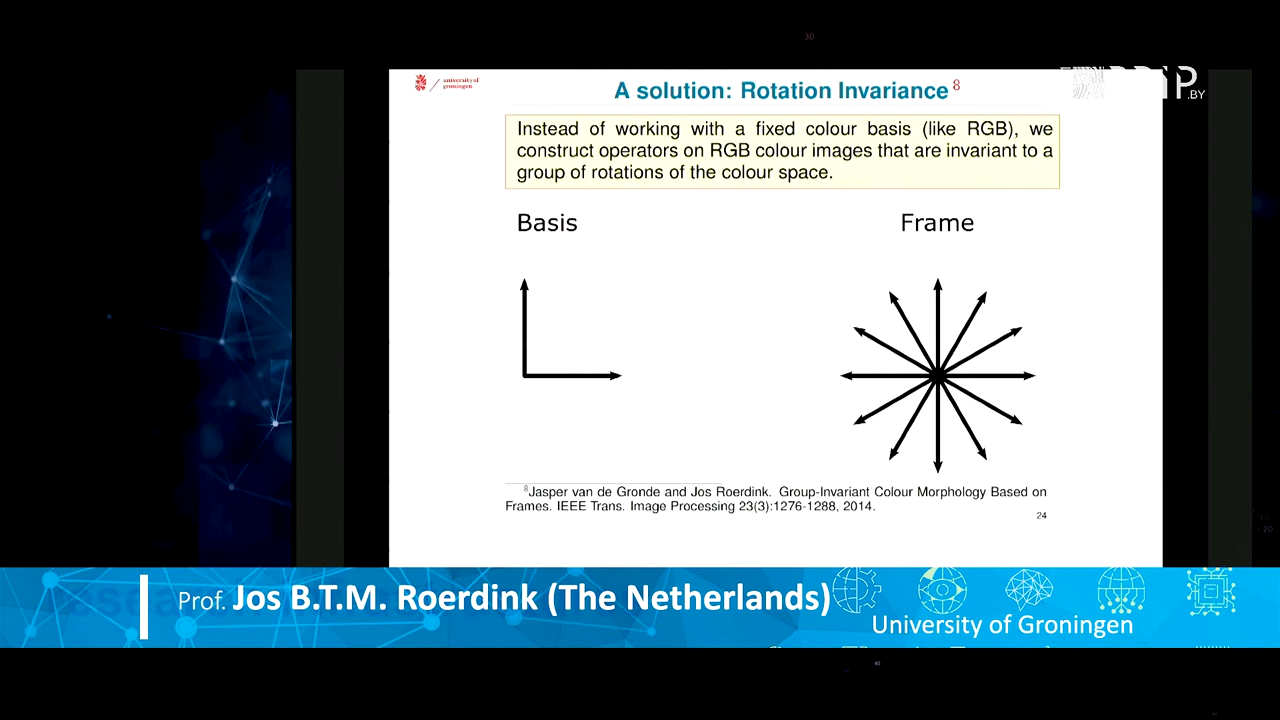 30
university of
groningen
A solution: Rotation Invariance 8
.BY
Instead of working with a fixed colour basis (like RGB), we
construct operators on RGB colour images that are invariant to a
group of rotations of the colour space.
Basis
Frame
8Jasper van de Gronde and Jos Roerdink. Group-Invariant Colour Morphology Based on
Frames. IEEE Trans. Image Processing 23(3):1276-1288, 2014.
24
Prof. Jos B.T.M. Roerdink (The Netherlands)
University of Groningen